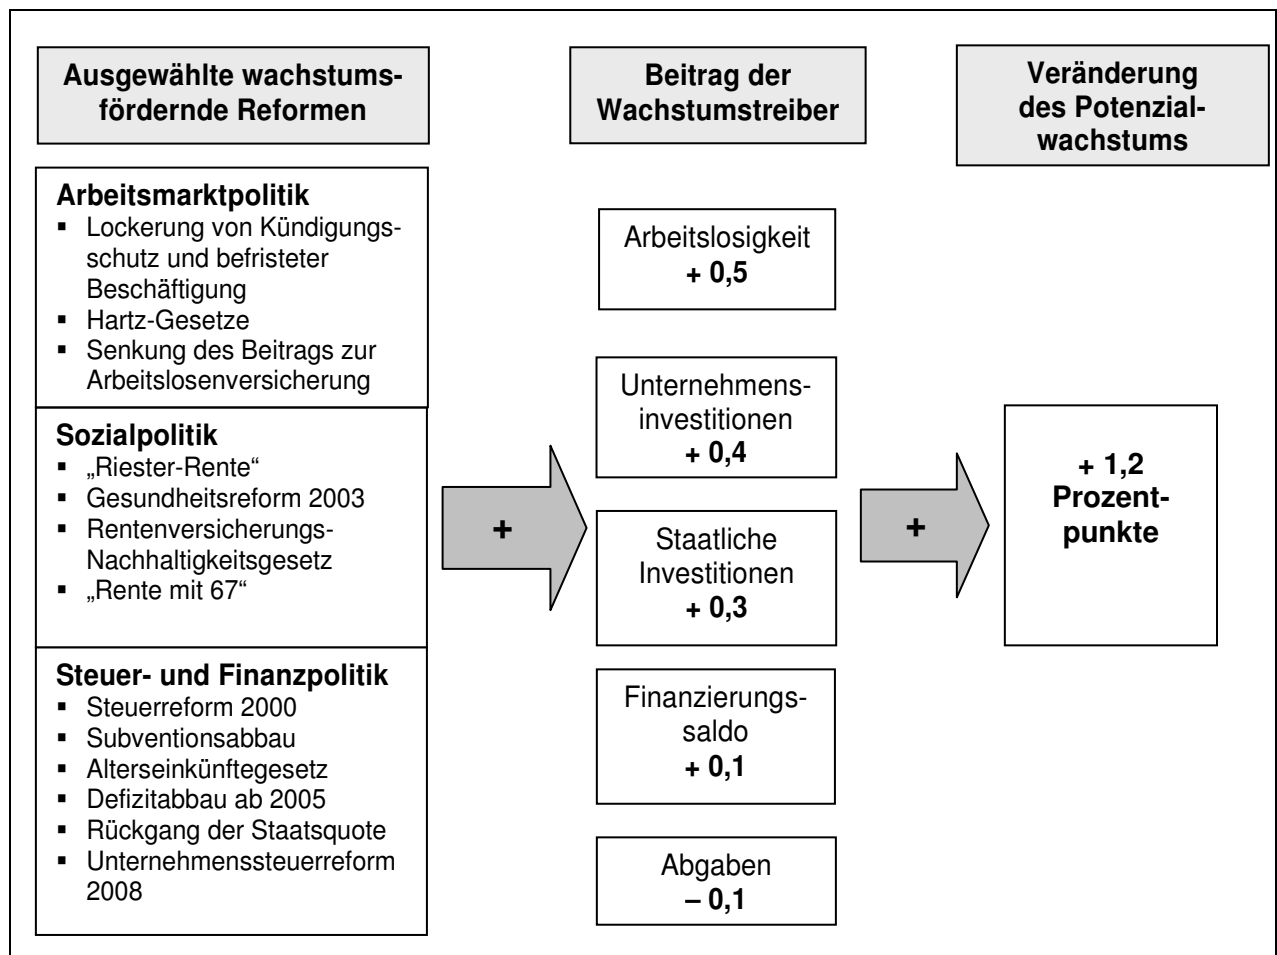 Ausgewählte wachstums-
fördernde Reformen
Beitrag der
Wachstumstreiber
Veränderung
des Potenzial-
wachstums
Arbeitsmarktpolitik
▪ Lockerung von Kündigungs-
schutz und befristeter
Beschäftigung
▪ Hartz-Gesetze
▪ Senkung des Beitrags zur
Arbeitslosenversicherung
Sozialpolitik
▪ „Riester-Rente“
▪ Gesundheitsreform 2003
▪ Rentenversicherungs-
Nachhaltigkeitsgesetz
▪ „Rente mit 67“
Steuer- und Finanzpolitik
▪ Steuerreform 2000
▪ Subventionsabbau
▪ Alterseinkünftegesetz
▪ Defizitabbau ab 2005
▪ Rückgang der Staatsquote
▪ Unternehmenssteuerreform
2008
+
Arbeitslosigkeit
+ 0,5
Unternehmens-
investitionen
+ 0,4
Staatliche
Investitionen
+ 0,3
Finanzierungs-
saldo
+ 0,1
Abgaben
– 0,1
+
+ 1,2
Prozent-
punkte